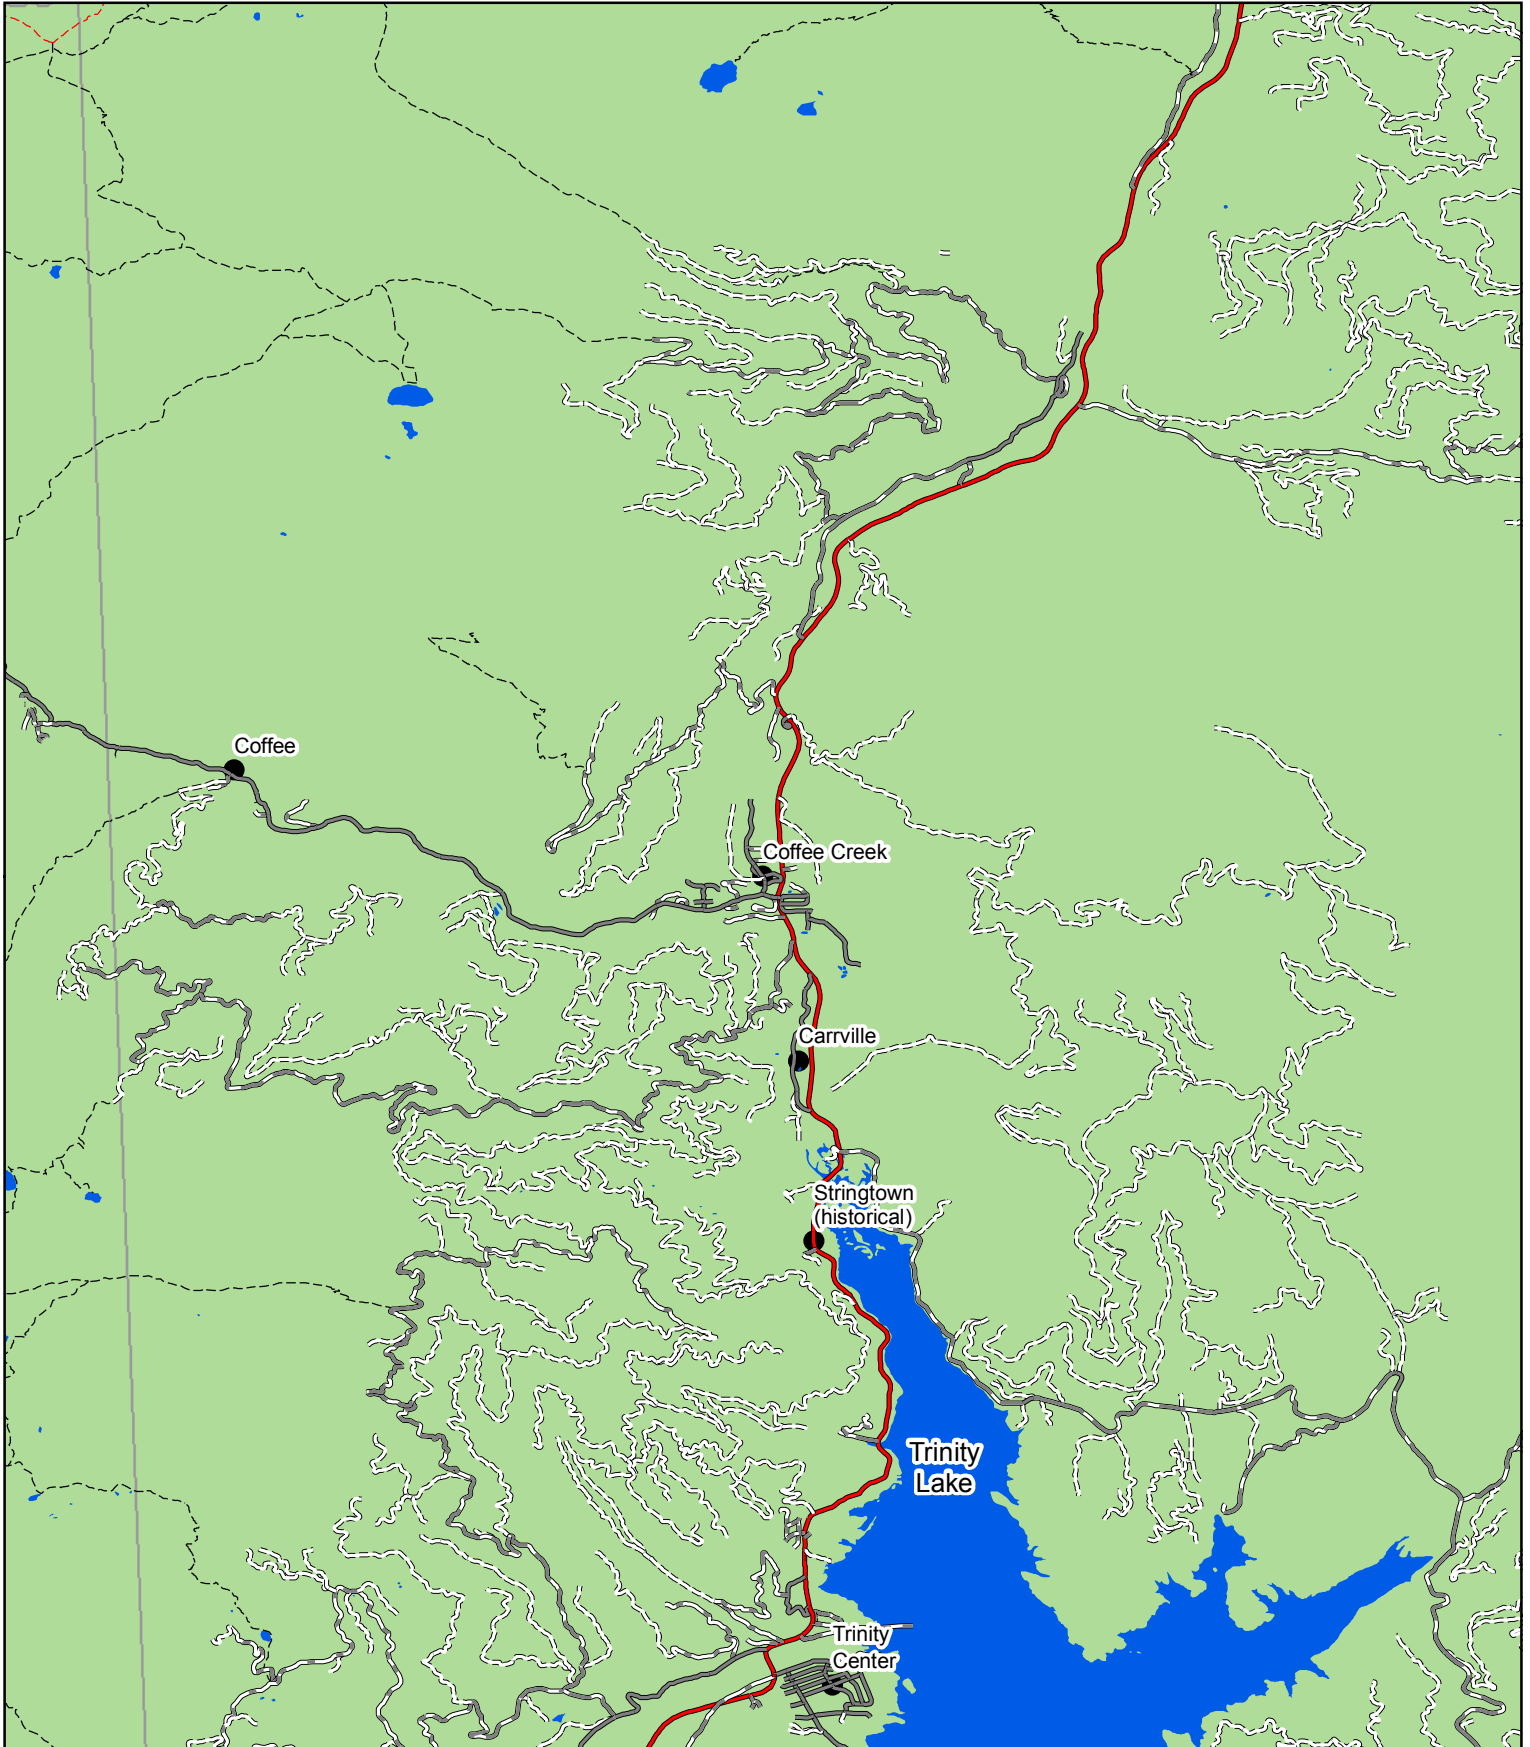 Coffee
Coffee Creek
Carrville
Stringtown
(historical)
Trinity
Lake
Trinity
Center